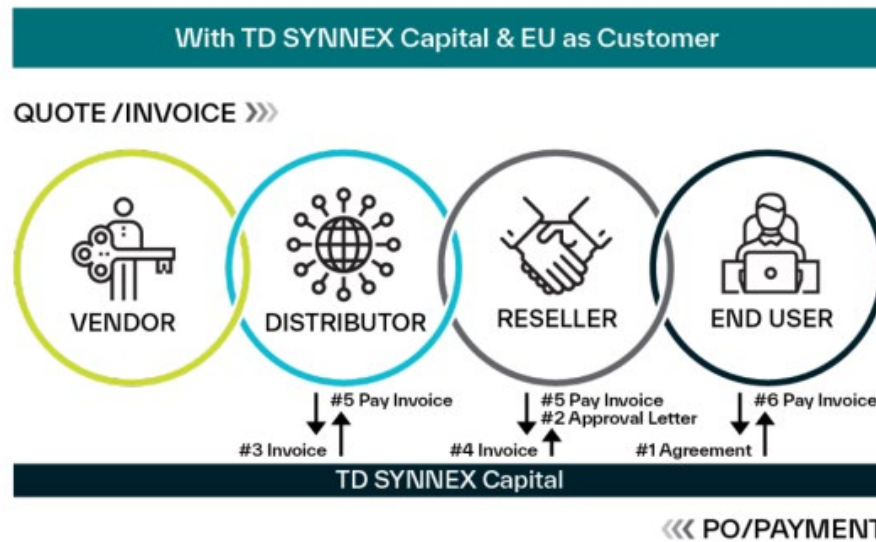 With TD SYNNEX Capital & EU as Customer
QUOTE /INVOICE
VENDOR
DISTRIBUTOR
RESELLER
END USER
#5 Pay Invoice
#3 Invoice
#5 Pay Invoice
#2 Approval Letter
#4 Invoice
#6 Pay Invoice
#1 Agreement
TD SYNNEX Capital
PO/PAYMENT